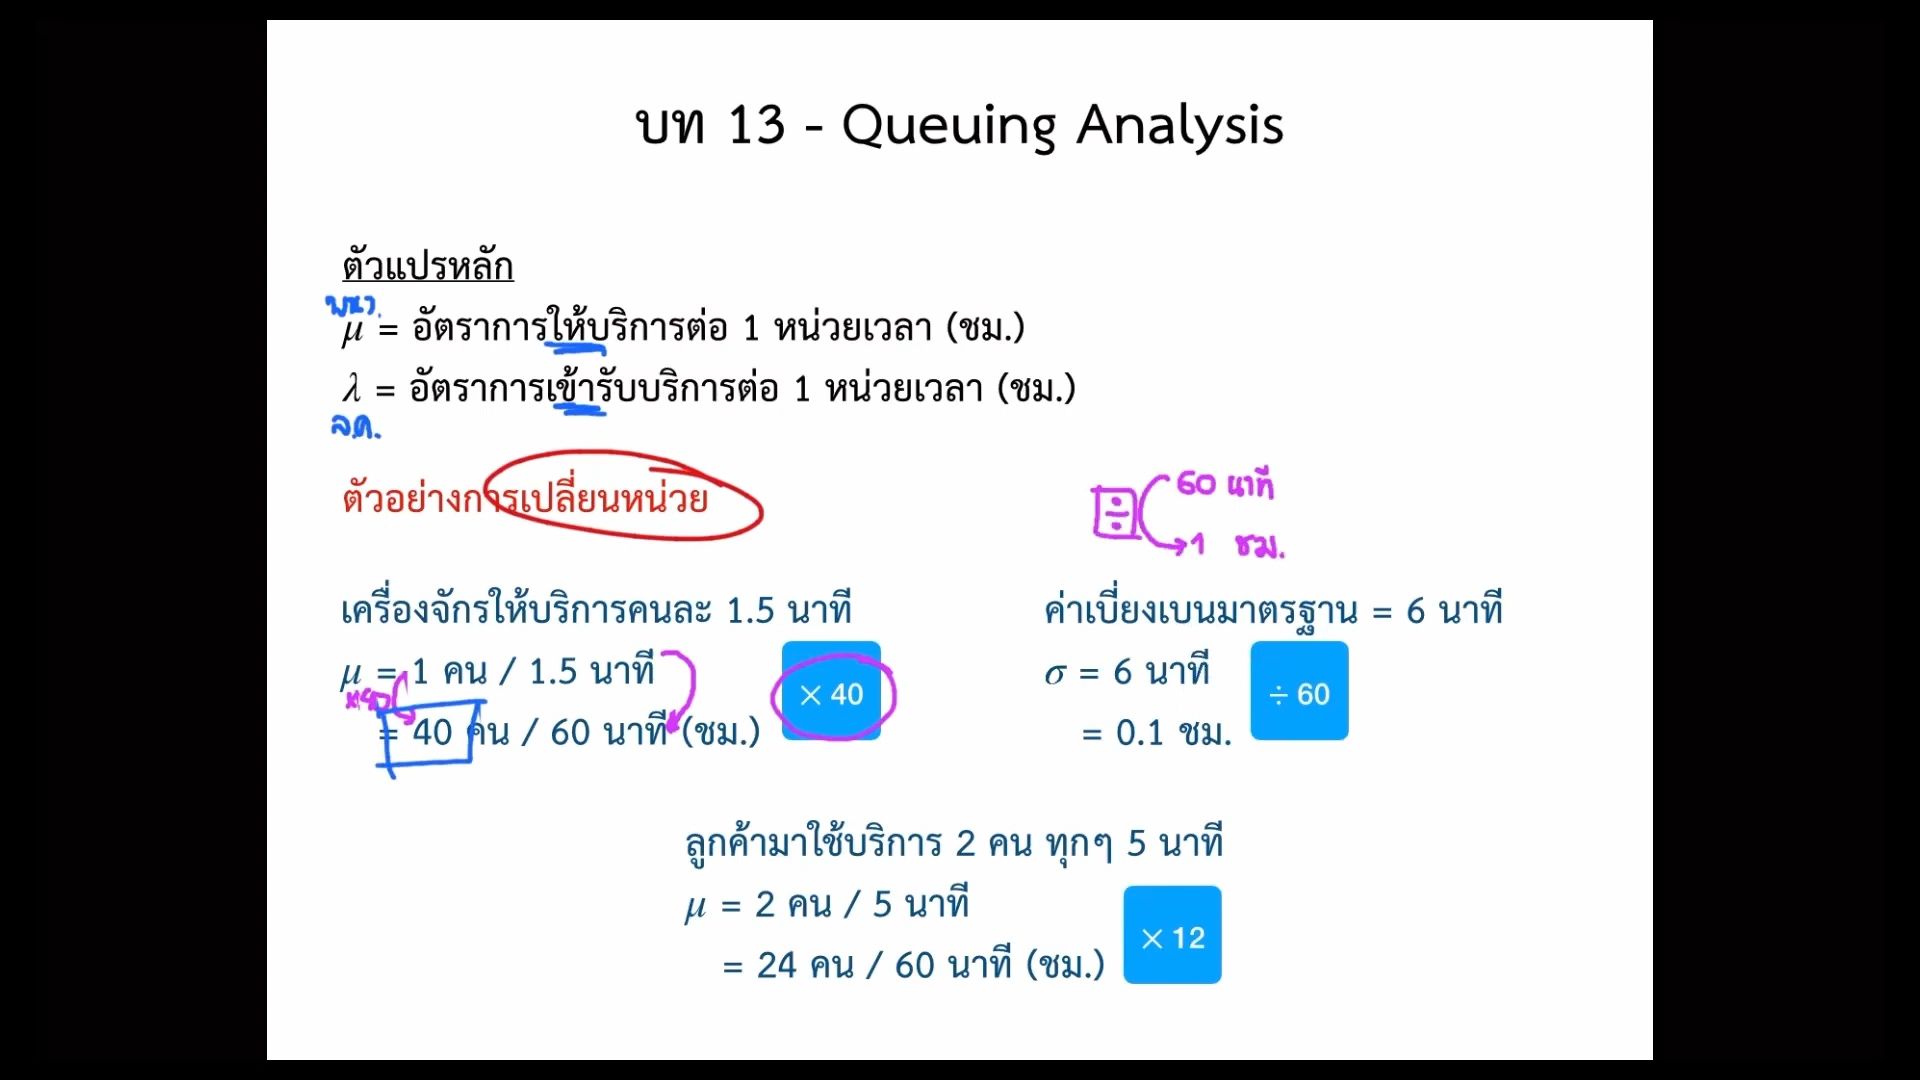 บท 13 - Queuing Analysis
ตัวแปรหลัก
พนง.
μ = อัตราการให้บริการต่อ 1 หน่วยเวลา (ชม.)
λ = อัตราการเข้ารับบริการต่อ 1 หน่วยเวลา (ชม.)
ล.ค.
ตัวอย่างการเปลี่ยนหน่วย
÷ 60 นาที
1 ชม.
เครื่องจักรให้บริการคนละ 1.5 นาที
μ = 1 คน / 1.5 นาที
×40
= 40 คน / 60 นาที (ชม.)
× 40
ค่าเบี่ยงเบนมาตรฐาน = 6 นาที
σ = 6 นาที
= 0.1 ชม.
÷ 60
ลูกค้ามาใช้บริการ 2 คน ทุกๆ 5 นาที
μ = 2 คน / 5 นาที
= 24 คน / 60 นาที (ชม.)
× 12